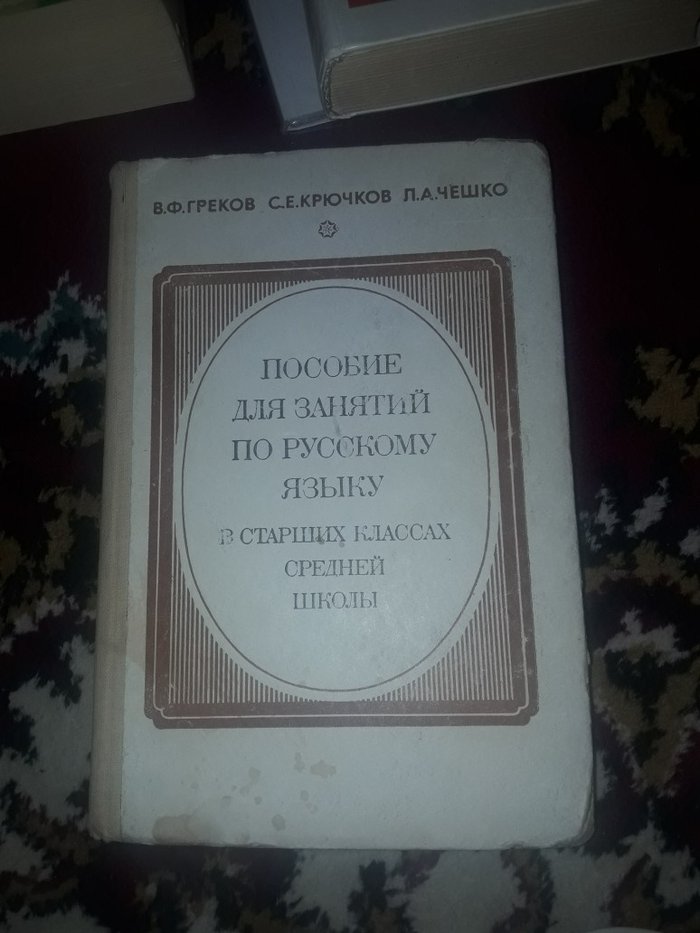 В.Ф.ГРЕКОВ С.Е.КРЮЧКОВ Л.А.ЧЕШКО
ПОСОБИЕ
ДЛЯ ЗАНЯТИЙ
ПО РУССКОМУ
ЯЗЫКУ
В СТАРШИХ КЛАССАХ
СРЕДНЕЙ
ШКОЛЫ